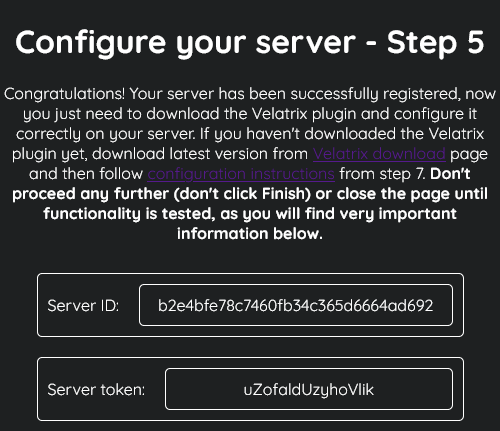 Configure your server - Step 5
Congratulations! Your server has been successfully registered, now
you just need to download the Velatrix plugin and configure it
correctly on your server. If you haven't downloaded the Velatrix
plugin yet, download latest version from Velatrix download page
and then follow configuration instructions from step 7. Don't
proceed any further (don't click Finish) or close the page until
functionality is tested, as you will find very important
information below.
Server ID: b2e4bfe78c7460fb34c365d6664ad692
Server token: uZofaldUzyhoVlik